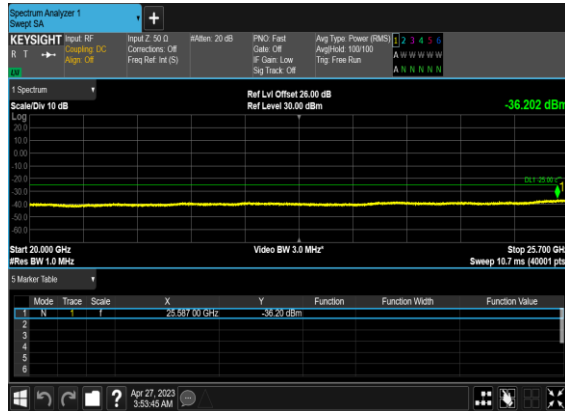 Spectrum Analyzer 1
Swept SA
+
KEYSIGHT Input: RF Input Z: 50 Ω #Atten: 20 dB PNO: Fast Avg Type: Power (RMS) 1 2 3 4 5 6
R T Coupling: DC Corrections: Off Gate: Off Avg|Hold: 100/100 A W W W W W
Align: Off Freq Ref: Int (S) IF Gain: Low Trig: Free Run
Sig Track: Off A N N N N N
1 Spectrum
Ref Lvl Offset 26.00 dB
Scale/Div 10 dB Ref Level 30.00 dBm -36.202 dBm
Log
20.0
10.0
0.00
-10.0
-20.0
DL1 -25.00
1
-30.0
-40.0
-50.0
-60.0
Start 20.000 GHz Video BW 3.0 MHz* Stop 25.700 GH
#Res BW 1.0 MHz Sweep 10.7 ms (40001 pts
5 Marker Table
Mode Trace Scale X Y Function Function Width Function Value
1 N 1 f 25.587 00 GHz -36.20 dBm
2
3
4
5
6
? Apr 27, 2023
3:53:45 AM